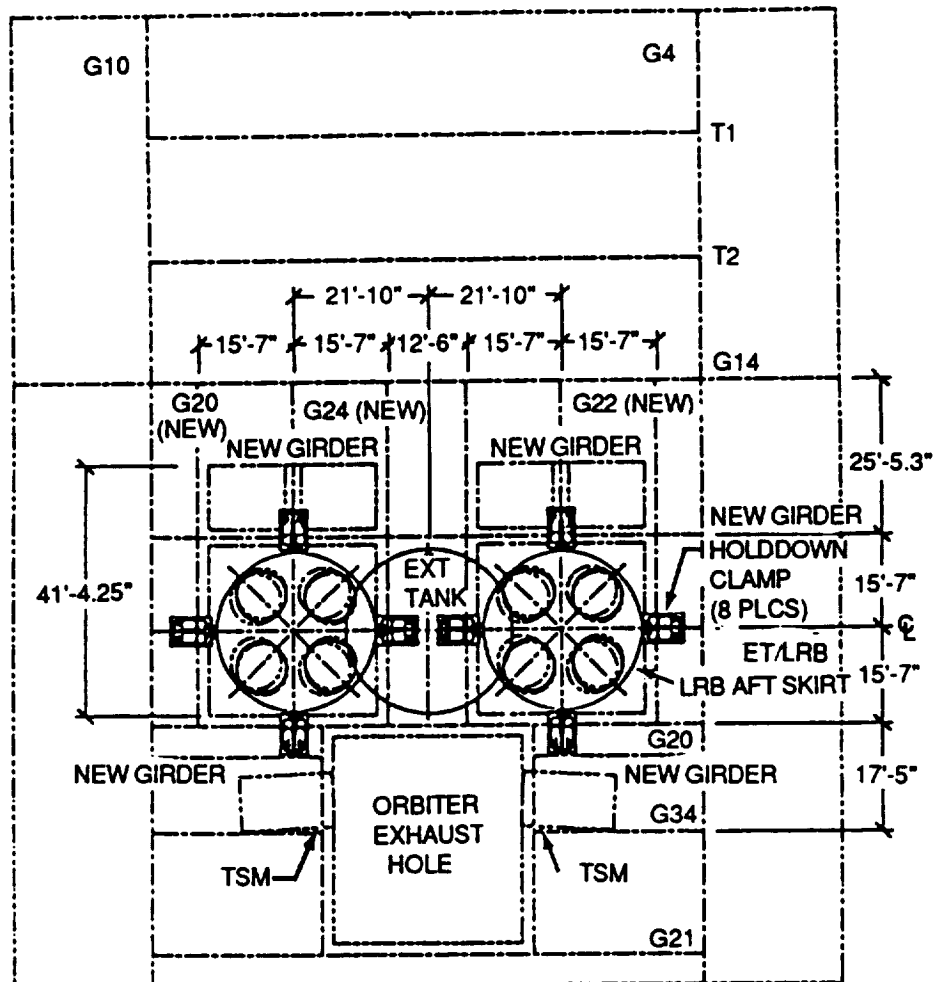 G10
G4
T1
T2
21'-10" 21'-10"
15'-7" 15'-7" 12'-6" 15'-7" 15'-7"
G14
G20
(NEW)
G24 (NEW)
G22 (NEW)
NEW GIRDER
NEW GIRDER
25'-5.3"
NEW GIRDER
HOLDDOWN
CLAMP
(8 PLCS)
EXT
TANK
41'-4.25"
15'-7"
℄
ET/LRB
15'-7"
LRB AFT SKIRT
G20
NEW GIRDER
NEW GIRDER
17'-5"
ORBITER
EXHAUST
HOLE
G34
TSM
TSM
G21